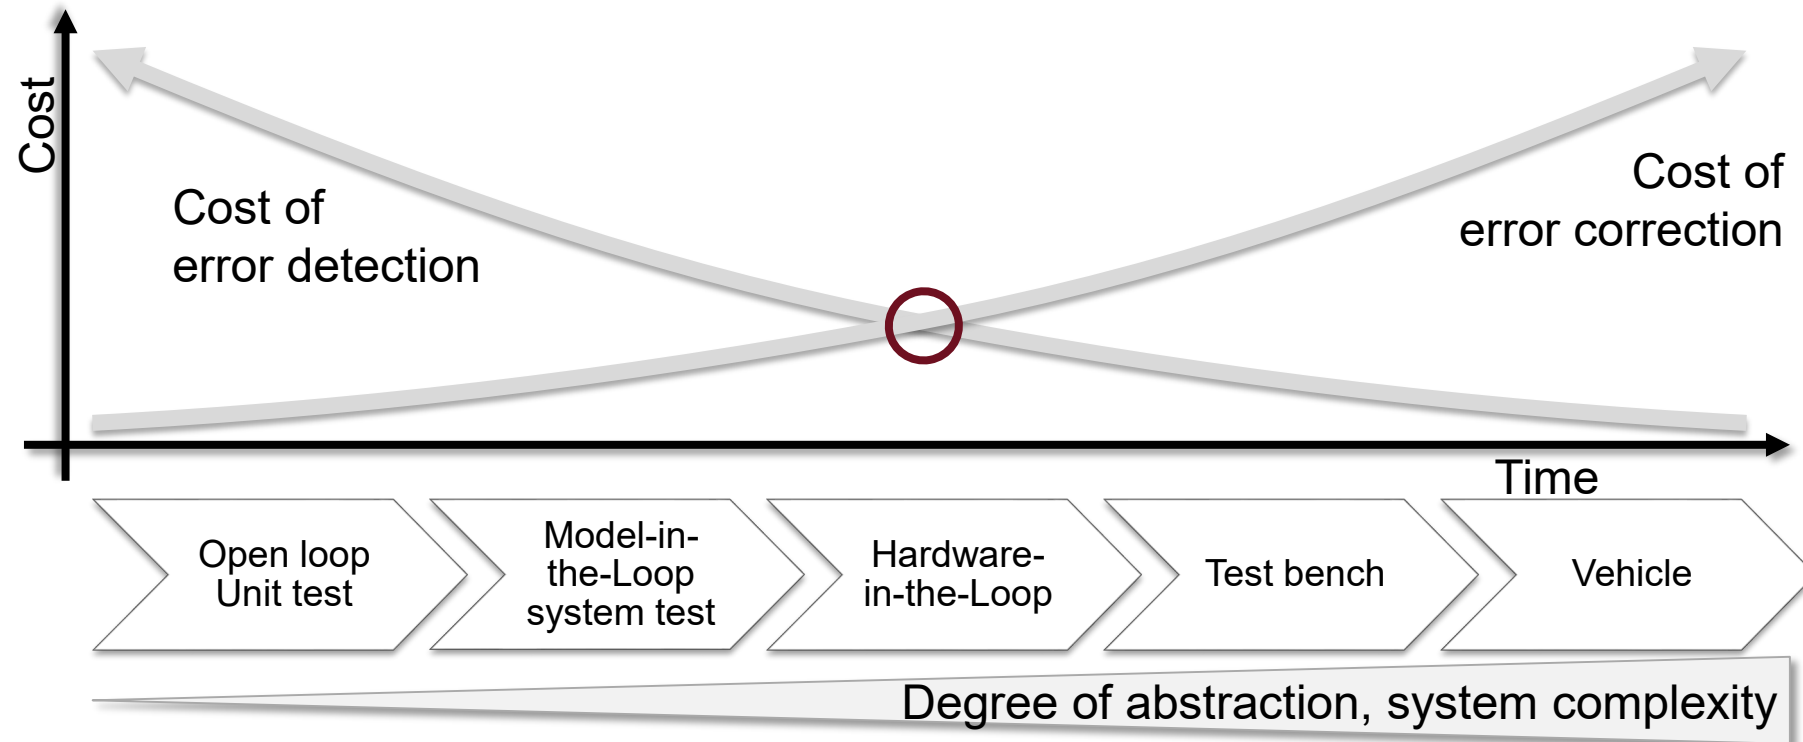 Cost
Cost of
error detection
Cost of
error correction
Time
Open loop
Unit test
Model-in-
the-Loop
system test
Hardware-
in-the-Loop
Test bench
Vehicle
Degree of abstraction, system complexity